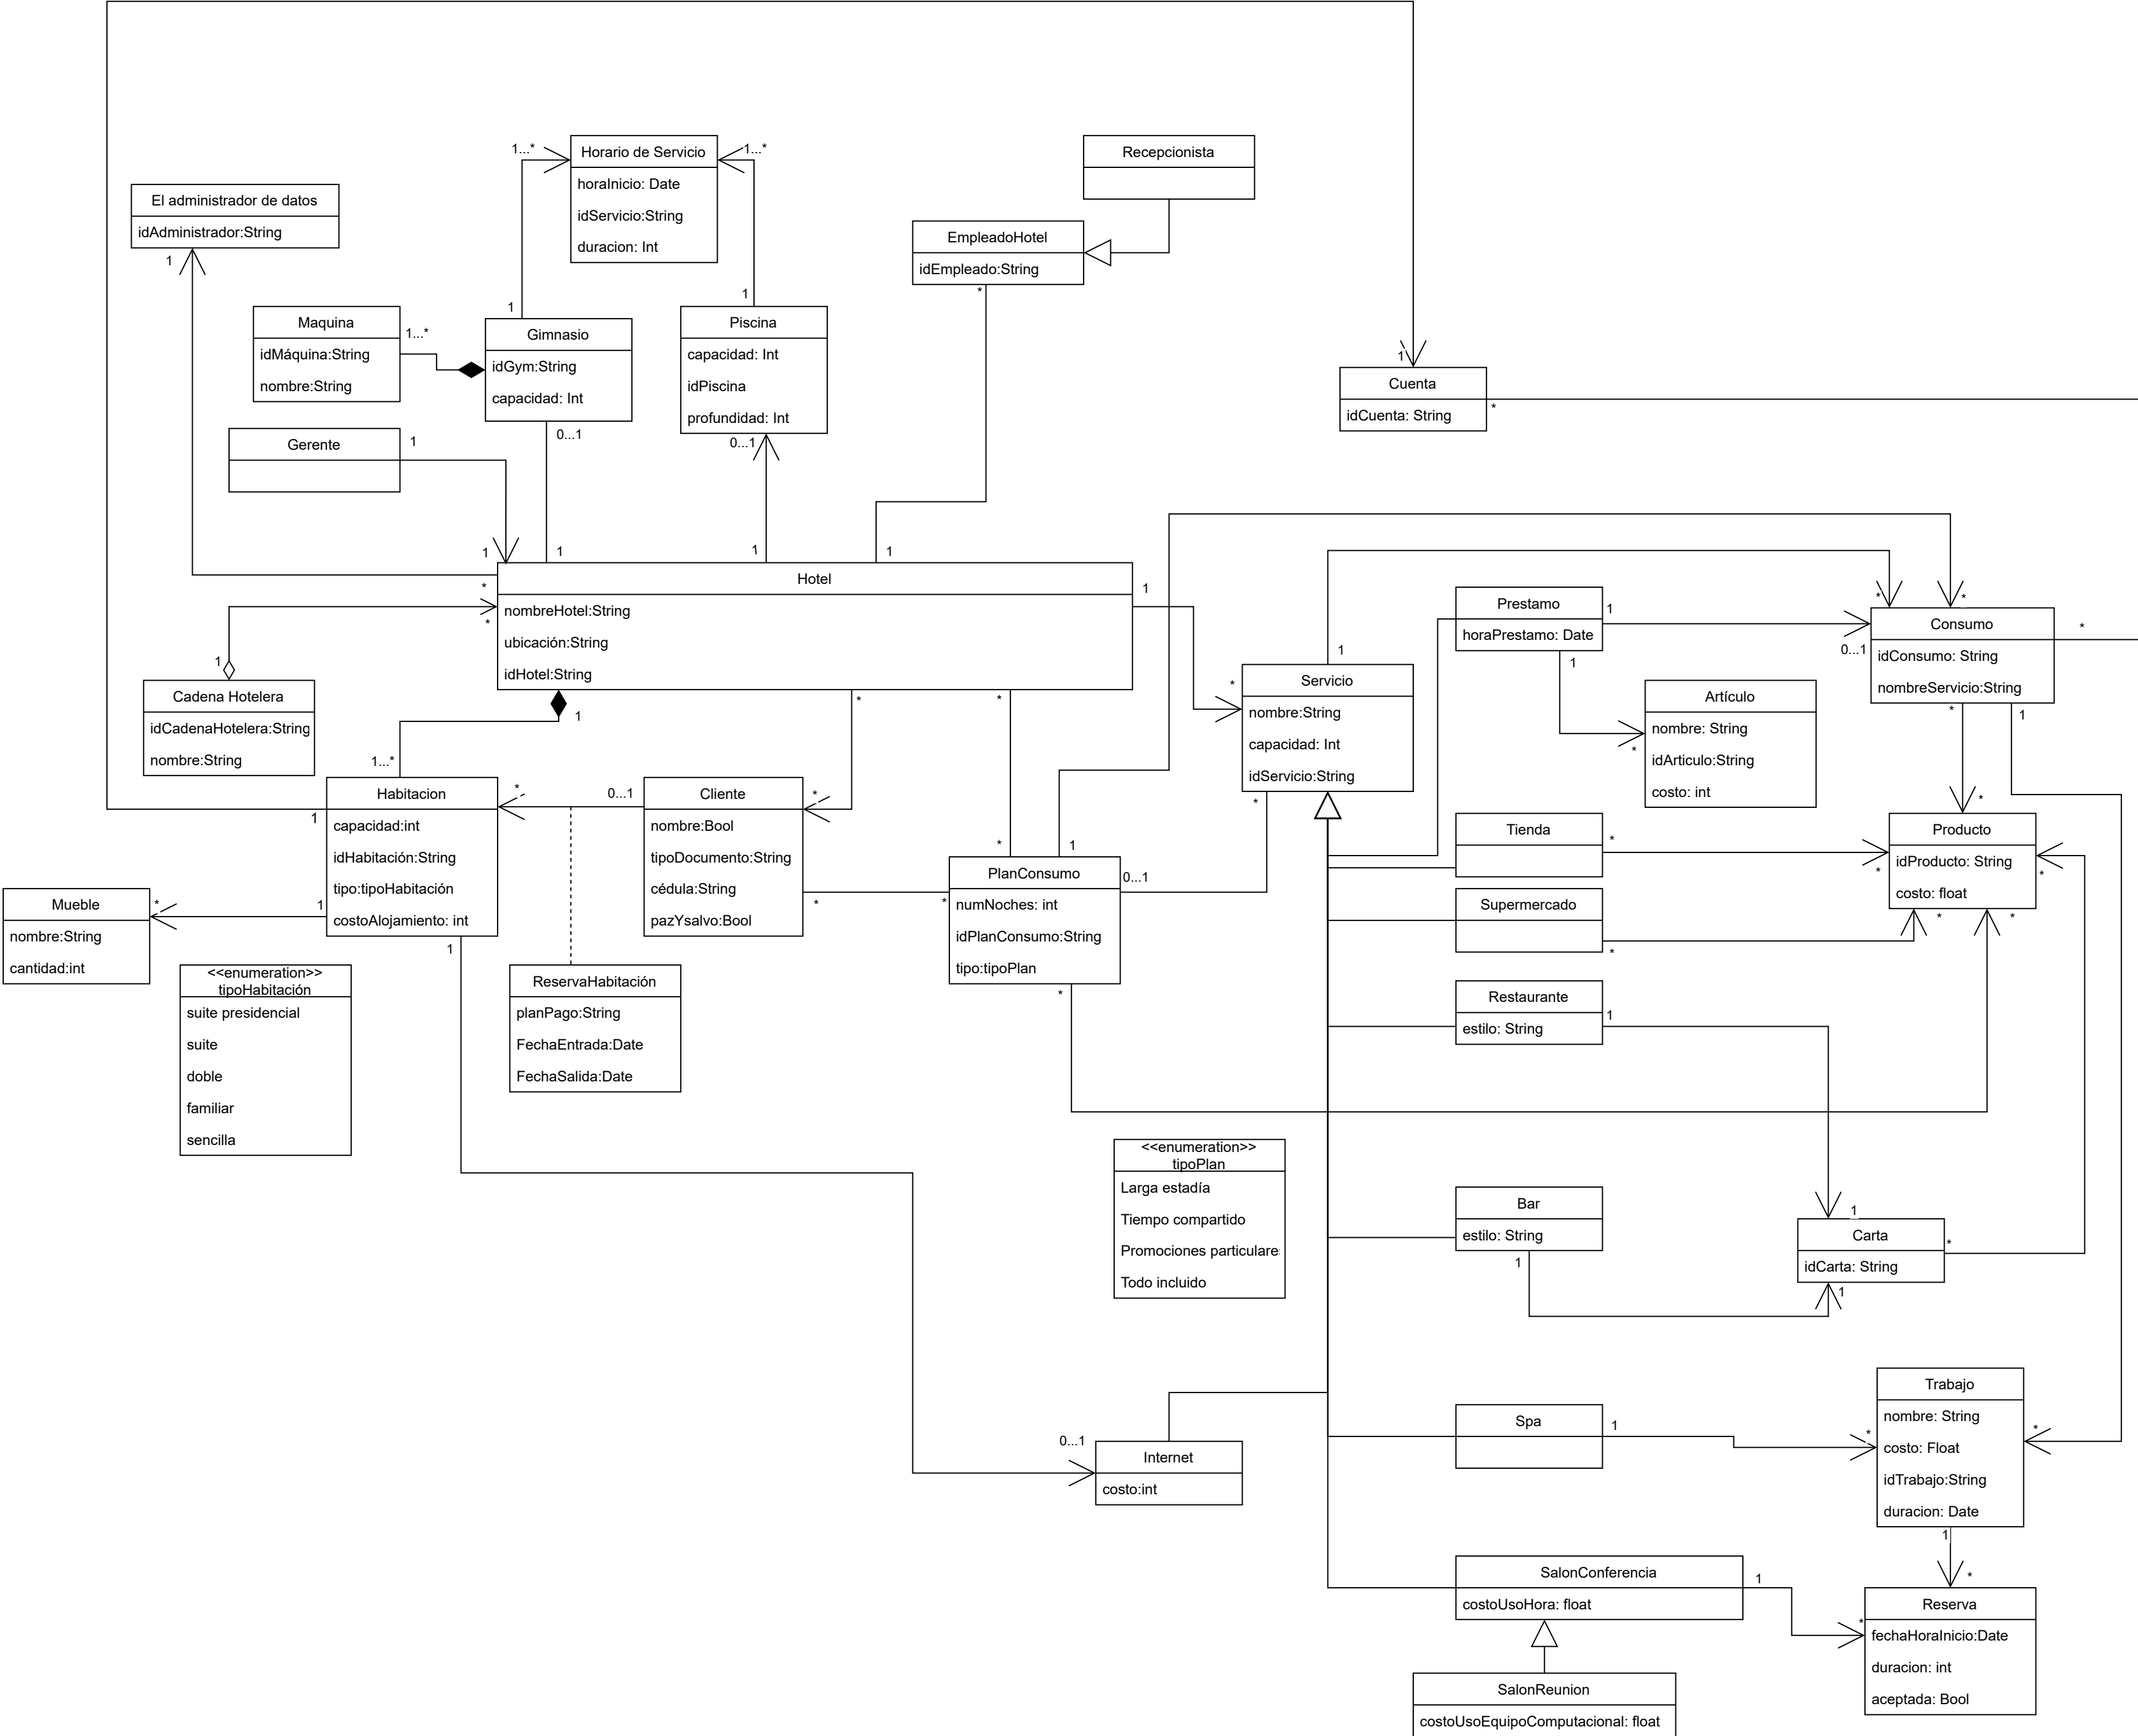 1...*
Horario de Servicio
1...*
horaInicio: Date
idServicio:String
duracion: Int
Recepcionista
El administrador de datos
idAdministrador:String
1
EmpleadoHotel
idEmpleado:String
*
1
1
Maquina
idMáquina:String
nombre:String
1...*
Gimnasio
idGym:String
capacidad: Int
0...1
Piscina
capacidad: Int
idPiscina
profundidad: Int
0...1
1
Cuenta
idCuenta: String
*
Gerente
1
1
1
1
1
Hotel
nombreHotel:String
ubicación:String
idHotel:String
*
*
1
1
Cadena Hotelera
idCadenaHotelera:String
nombre:String
1
1...*
*
*
*
Servicio
nombre:String
capacidad: Int
idServicio:String
1
*
Prestamo
horaPrestamo: Date
1
1
Artículo
nombre: String
idArticulo:String
costo: int
*
*
*
Consumo
idConsumo: String
nombreServicio:String
0...1
*
*
1
Habitacion
capacidad:int
idHabitación:String
tipo:tipoHabitación
costoAlojamiento: int
1
1
1
*
0...1
Cliente
nombre:Bool
tipoDocumento:String
cédula:String
pazYsalvo:Bool
*
*
*
*
1
PlanConsumo
numNoches: int
idPlanConsumo:String
tipo:tipoPlan
0...1
*
Tienda
*
*
*
Producto
idProducto: String
costo: float
*
*
*
Supermercado
*
Mueble
nombre:String
cantidad:int
*
<<enumeration>>
tipoHabitación
suite presidencial
suite
doble
familiar
sencilla
ReservaHabitación
planPago:String
FechaEntrada:Date
FechaSalida:Date
Restaurante
estilo: String
1
<<enumeration>>
tipoPlan
Larga estadía
Tiempo compartido
Promociones particulare
Todo incluido
Bar
estilo: String
1
1
Carta
idCarta: String
*
1
Trabajo
nombre: String
costo: Float
idTrabajo:String
duracion: Date
*
*
1
Spa
1
0...1
Internet
costo:int
SalonConferencia
costoUsoHora: float
1
*
*
Reserva
fechaHoraInicio:Date
duracion: int
aceptada: Bool
SalonReunion
costoUsoEquipoComputacional: float